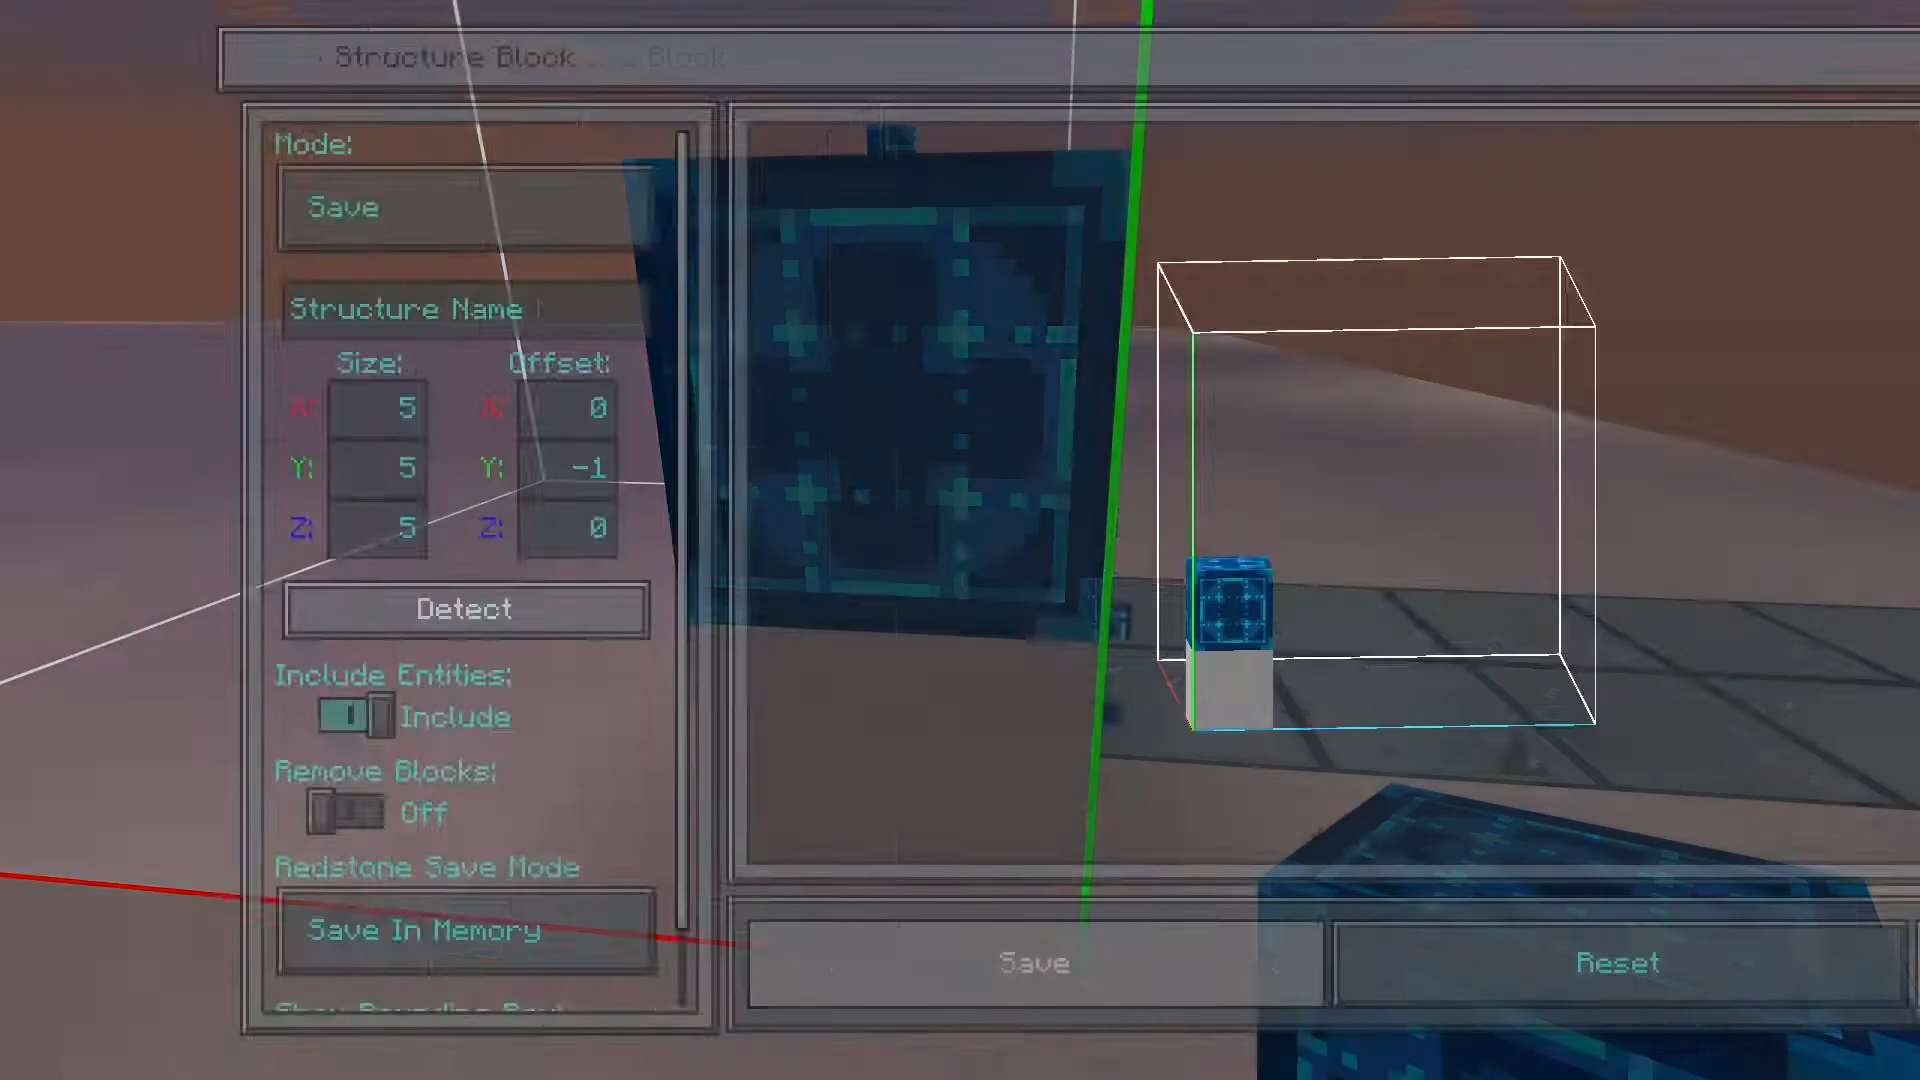 Structure Block
Block
Mode:
Save
Structure Name
Size: Offset:
X: 5 X: 0
Y: 5 Y: -1
Z: 5 Z: 0
Detect
Include Entities:
Include
Remove Blocks:
Off
Redstone Save Mode
Save In Memory
Save
Reset